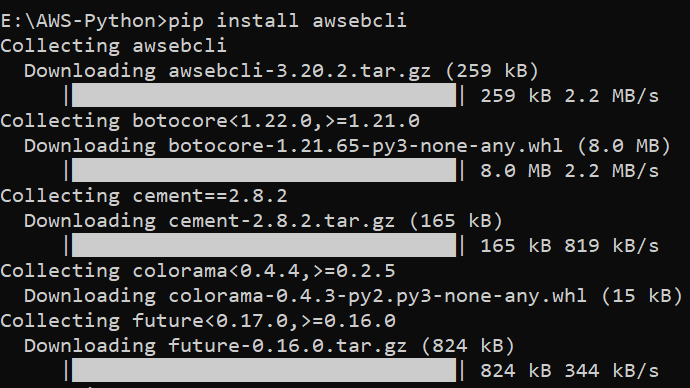 E:\AWS-Python>pip install awsebcli
Collecting awsebcli
  Downloading awsebcli-3.20.2.tar.gz (259 kB)
     |████████████████████████████████| 259 kB 2.2 MB/s
Collecting botocore<1.22.0,>=1.21.0
  Downloading botocore-1.21.65-py3-none-any.whl (8.0 MB)
     |████████████████████████████████| 8.0 MB 2.2 MB/s
Collecting cement==2.8.2
  Downloading cement-2.8.2.tar.gz (165 kB)
     |████████████████████████████████| 165 kB 819 kB/s
Collecting colorama<0.4.4,>=0.2.5
  Downloading colorama-0.4.3-py2.py3-none-any.whl (15 kB)
Collecting future<0.17.0,>=0.16.0
  Downloading future-0.16.0.tar.gz (824 kB)
     |████████████████████████████████| 824 kB 344 kB/s